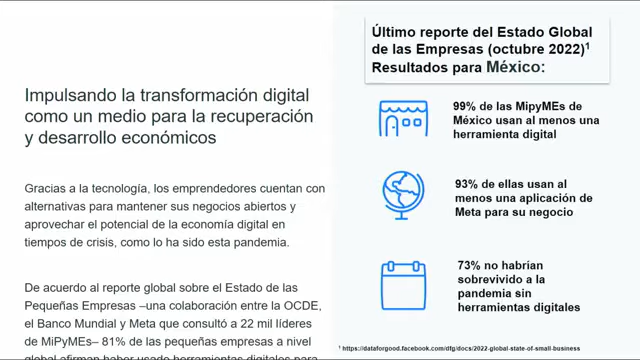 Impulsando la transformación digital
como un medio para la recuperación
y desarrollo económicos
Gracias a la tecnología, los emprendedores cuentan con
alternativas para mantener sus negocios abiertos y
aprovechar el potencial de la economía digital en
tiempos de crisis, como lo ha sido esta pandemia.
De acuerdo al reporte global sobre el Estado de las
Pequeñas Empresas –una colaboración entre la OCDE,
el Banco Mundial y Meta que consultó a 22 mil líderes
de MiPyMEs– 81% de las pequeñas empresas a nivel
global afirman haber usado herramientas digitales para
Último reporte del Estado Global
de las Empresas (octubre 2022)¹
Resultados para México:
99% de las MipyMEs de
México usan al menos una
herramienta digital
93% de ellas usan al
menos una aplicación de
Meta para su negocio
73% no habrían
sobrevivido a la
pandemia sin
herramientas digitales
¹ https://dataforgood.facebook.com/dfg/docs/2022-global-state-of-small-business